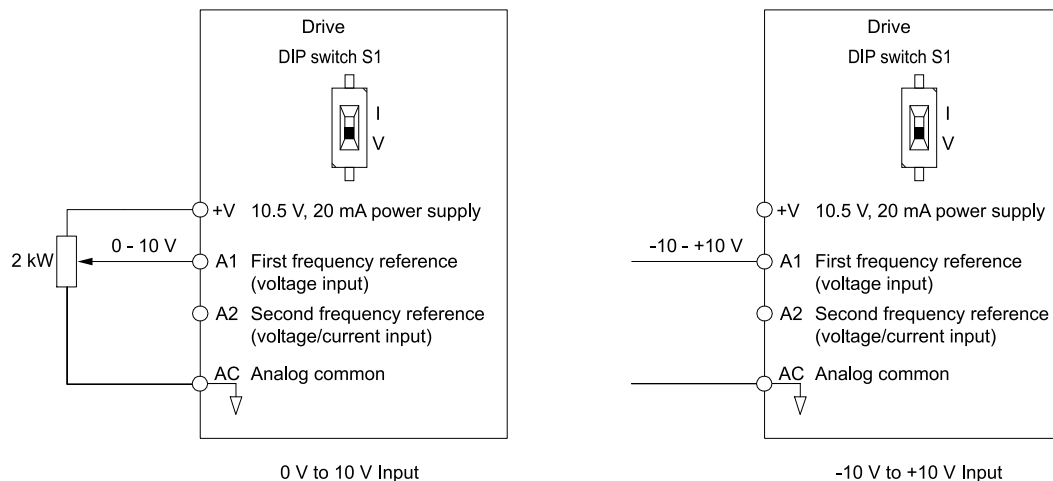 Drive
DIP switch S1
I
V
+V 10.5 V, 20 mA power supply
0 - 10 V
2 kW
A1 First frequency reference
(voltage input)
A2 Second frequency reference
(voltage/current input)
AC Analog common
0 V to 10 V Input
Drive
DIP switch S1
I
V
+V 10.5 V, 20 mA power supply
-10 - +10 V
A1 First frequency reference
(voltage input)
A2 Second frequency reference
(voltage/current input)
AC Analog common
-10 V to +10 V Input